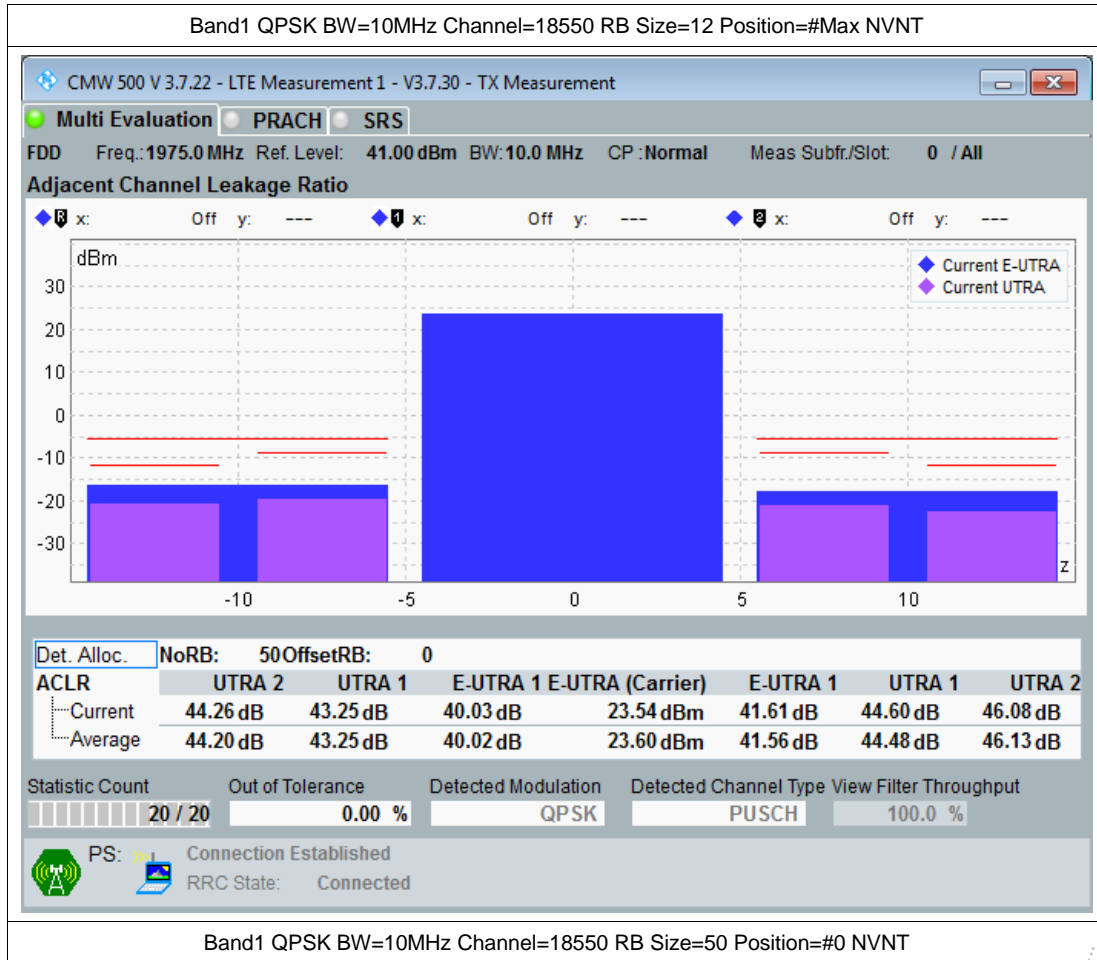 Band1 QPSK BW=10MHz Channel=18550 RB Size=12 Position=#Max NVNT
CMW 500 V 3.7.22 - LTE Measurement 1 - V3.7.30 - TX Measurement
Multi Evaluation PRACH SRS
FDD Freq.: 1975.0 MHz Ref. Level: 41.00 dBm BW: 10.0 MHz CP : Normal Meas Subfr./Slot: 0 / All
Adjacent Channel Leakage Ratio
R x: Off y: --- 1 x: Off y: --- 2 x: Off y: ---
dBm
Current E-UTRA
Current UTRA
30
20
10
0
-10
-20
-30
z
-10 -5 0 5 10
Det. Alloc. NoRB: 50 OffsetRB: 0
ACLR UTRA 2 UTRA 1 E-UTRA 1 E-UTRA (Carrier) E-UTRA 1 UTRA 1 UTRA 2
Current 44.26 dB 43.25 dB 40.03 dB 23.54 dBm 41.61 dB 44.60 dB 46.08 dB
Average 44.20 dB 43.25 dB 40.02 dB 23.60 dBm 41.56 dB 44.48 dB 46.13 dB
Statistic Count Out of Tolerance Detected Modulation Detected Channel Type View Filter Throughput
20 / 20 0.00 % QPSK PUSCH 100.0 %
PS: Connection Established
RRC State: Connected
Band1 QPSK BW=10MHz Channel=18550 RB Size=50 Position=#0 NVNT